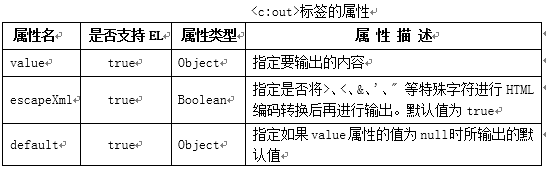 <c:out>标签的属性
属性名 是否支持EL 属性类型 属 性 描 述
value true Object 指定要输出的内容
escapeXml true Boolean 指定是否将>、<、&、'、" 等特殊字符进行 HTML
编码转换后再进行输出。默认值为 true
default true Object 指定如果 value 属性的值为 null 时所输出的默
认值